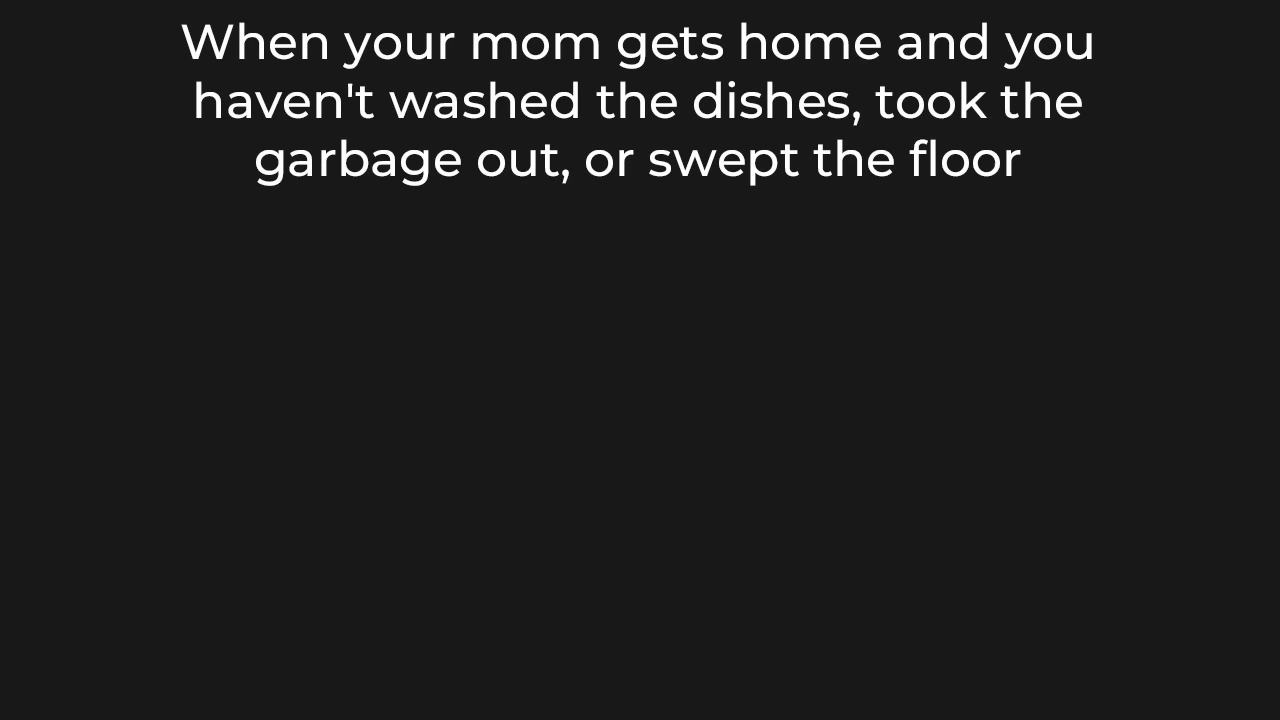 When your mom gets home and you
haven't washed the dishes, took the
garbage out, or swept the floor